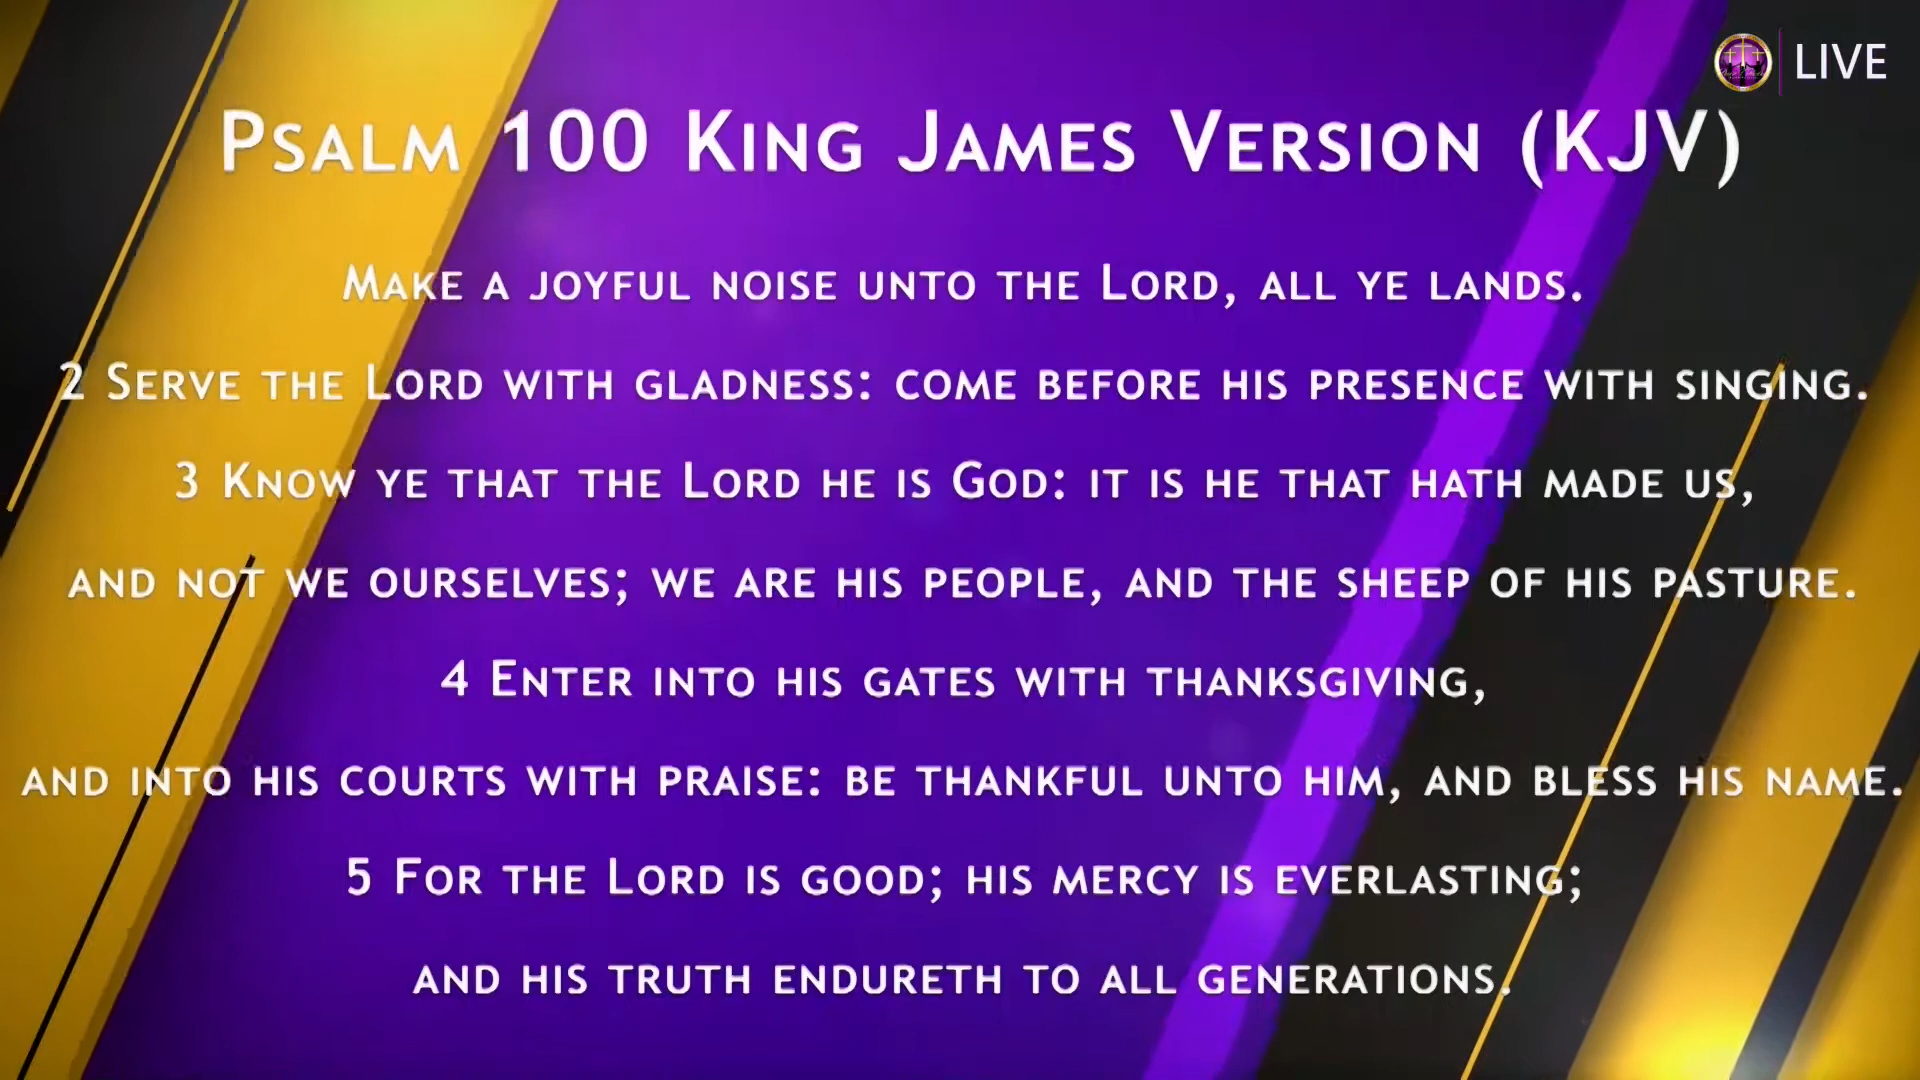 LIVE
Psalm 100 King James Version (KJV)
Make a joyful noise unto the Lord, all ye lands.
2 Serve the Lord with gladness: come before his presence with singing.
3 Know ye that the Lord he is God: it is he that hath made us,
and not we ourselves; we are his people, and the sheep of his pasture.
4 Enter into his gates with thanksgiving,
and into his courts with praise: be thankful unto him, and bless his name.
5 For the Lord is good; his mercy is everlasting;
and his truth endureth to all generations.